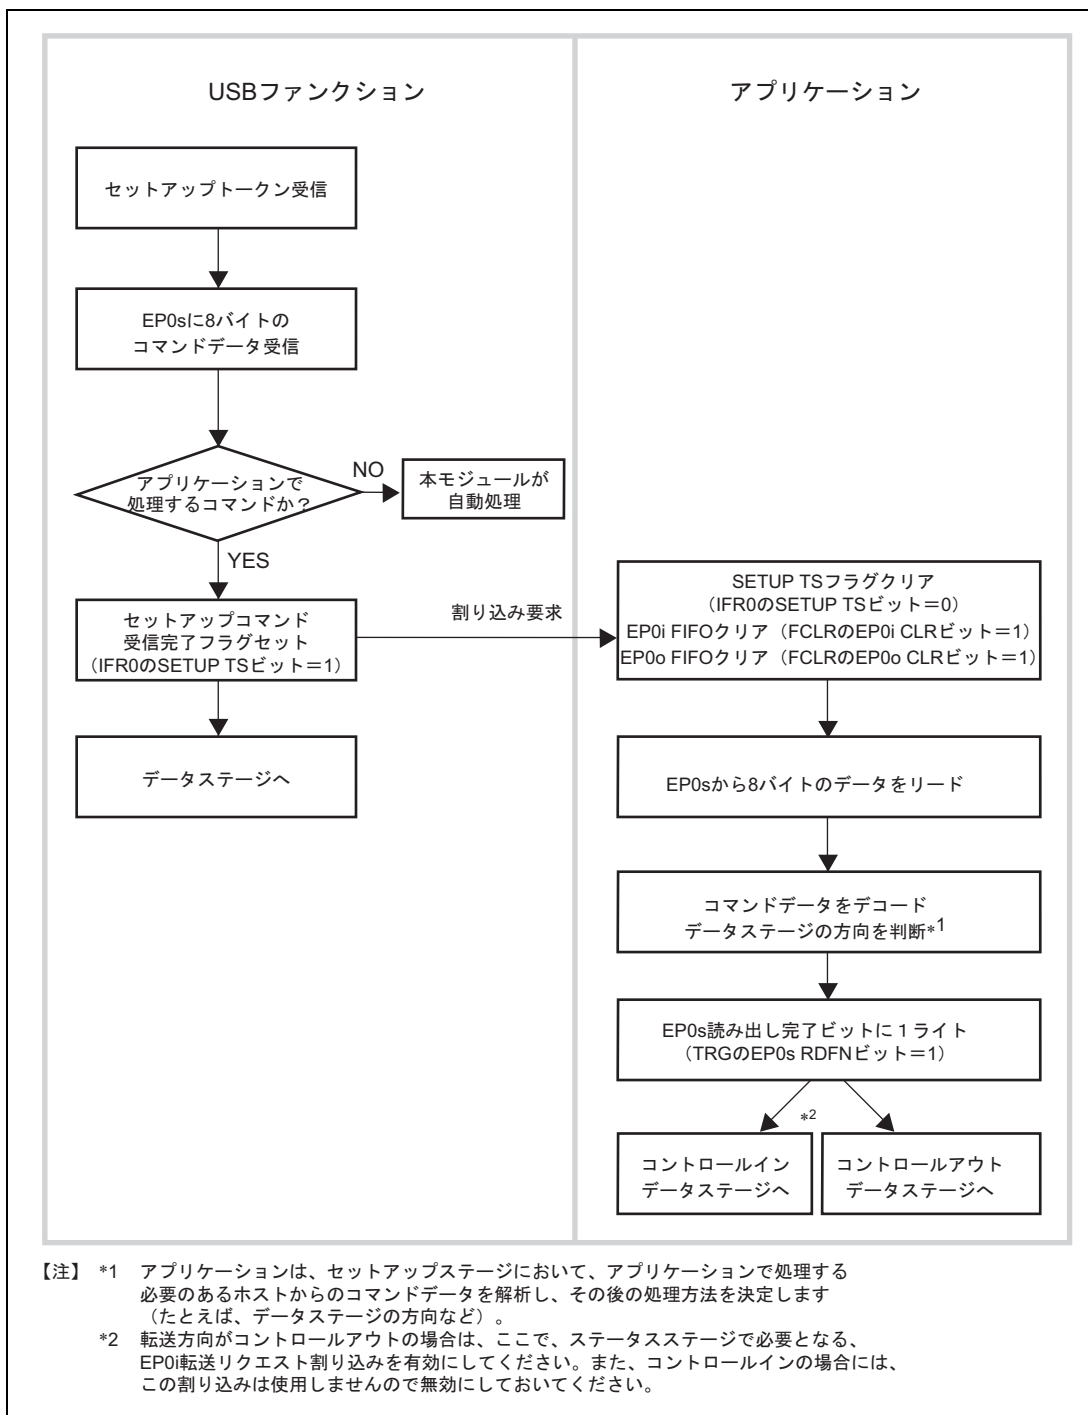 USBファンクション
アプリケーション
セットアップトークン受信
EP0sに8バイトの
コマンドデータ受信
アプリケーションで
処理するコマンドか？
NO
本モジュールが
自動処理
YES
セットアップコマンド
受信完了フラグセット
（IFR0のSETUP TSビット＝1）
割り込み要求
SETUP TSフラグクリア
（IFR0のSETUP TSビット＝0）
EP0i FIFOクリア（FCLRのEP0i CLRビット＝1）
EP0o FIFOクリア（FCLRのEP0o CLRビット＝1）
データステージへ
EP0sから8バイトのデータをリード
コマンドデータをデコード
データステージの方向を判断*1
EP0s読み出し完了ビットに１ライト
（TRGのEP0s RDFNビット＝1）
*2
コントロールイン
データステージへ
コントロールアウト
データステージへ
【注】 *1 アプリケーションは、セットアップステージにおいて、アプリケーションで処理する
必要のあるホストからのコマンドデータを解析し、その後の処理方法を決定します
（たとえば、データステージの方向など）。
*2 転送方向がコントロールアウトの場合は、ここで、ステータスステージで必要となる、
EP0i転送リクエスト割り込みを有効にしてください。また、コントロールインの場合には、
この割り込みは使用しませんので無効にしておいてください。